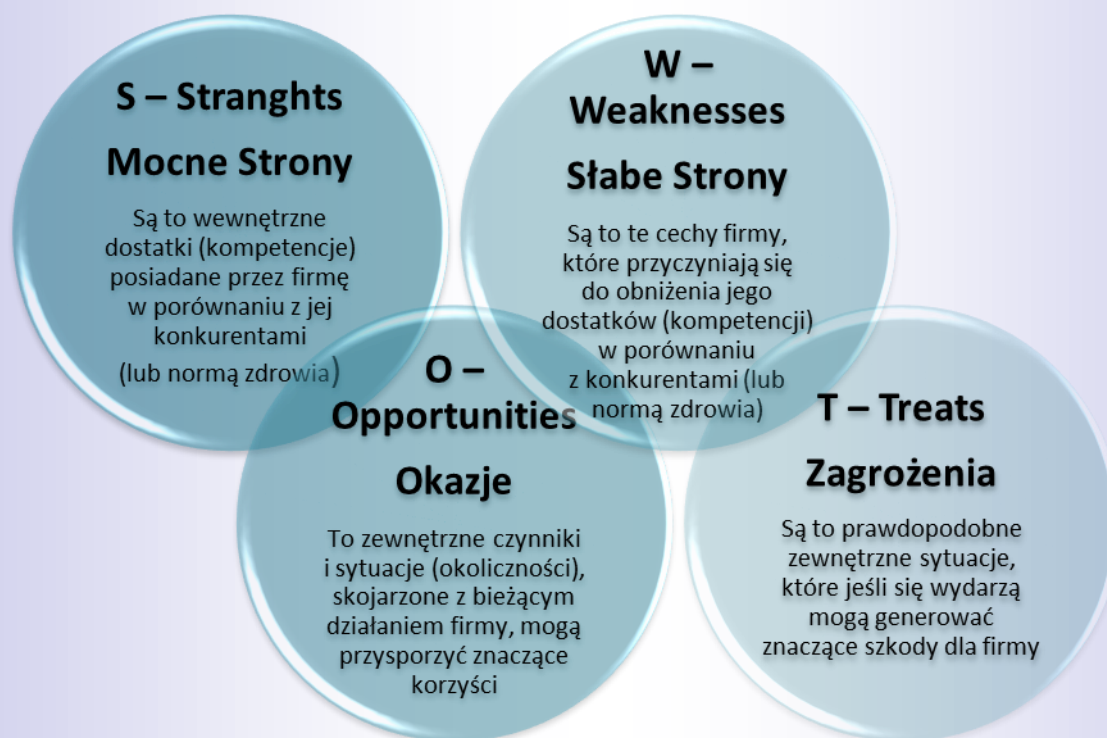 S – Stranghts
Mocne Strony
Są to wewnętrzne
dostatki (kompetencje)
posiadane przez firmę
w porównaniu z jej
konkurentami
(lub normą zdrowia)
W –
Weaknesses
Słabe Strony
Są to te cechy firmy,
które przyczyniają się
do obniżenia jego
dostatków (kompetencji)
w porównaniu
z konkurentami (lub
normą zdrowia)
O –
Opportunities
Okazje
To zewnętrzne czynniki
i sytuacje (okoliczności),
skojarzone z bieżącym
działaniem firmy, mogą
przysporzyć znaczące
korzyści
T – Treats
Zagrożenia
Są to prawdopodobne
zewnętrzne sytuacje,
które jeśli się wydarzą
mogą generować
znaczące szkody dla firmy